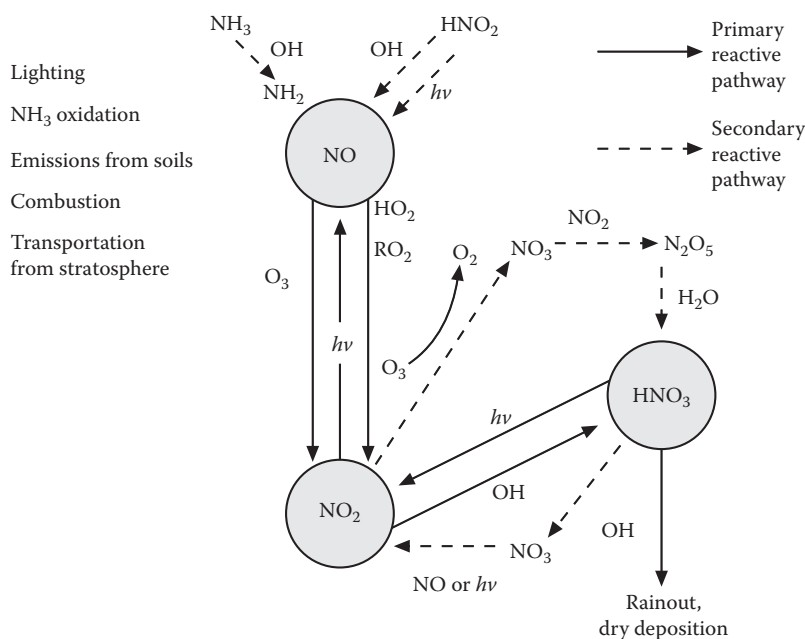 NH₃
OH
NH₂
HNO₂
OH
hν
Primary
reactive
pathway
Secondary
reactive
pathway
Lighting
NH₃ oxidation
Emissions from soils
Combustion
Transportation
from stratosphere
NO
HO₂
RO₂
O₃
hν
O₂
O₃
NO₃
NO₂
N₂O₅
H₂O
HNO₃
hν
OH
NO₂
NO₃
NO or hν
OH
Rainout,
dry deposition